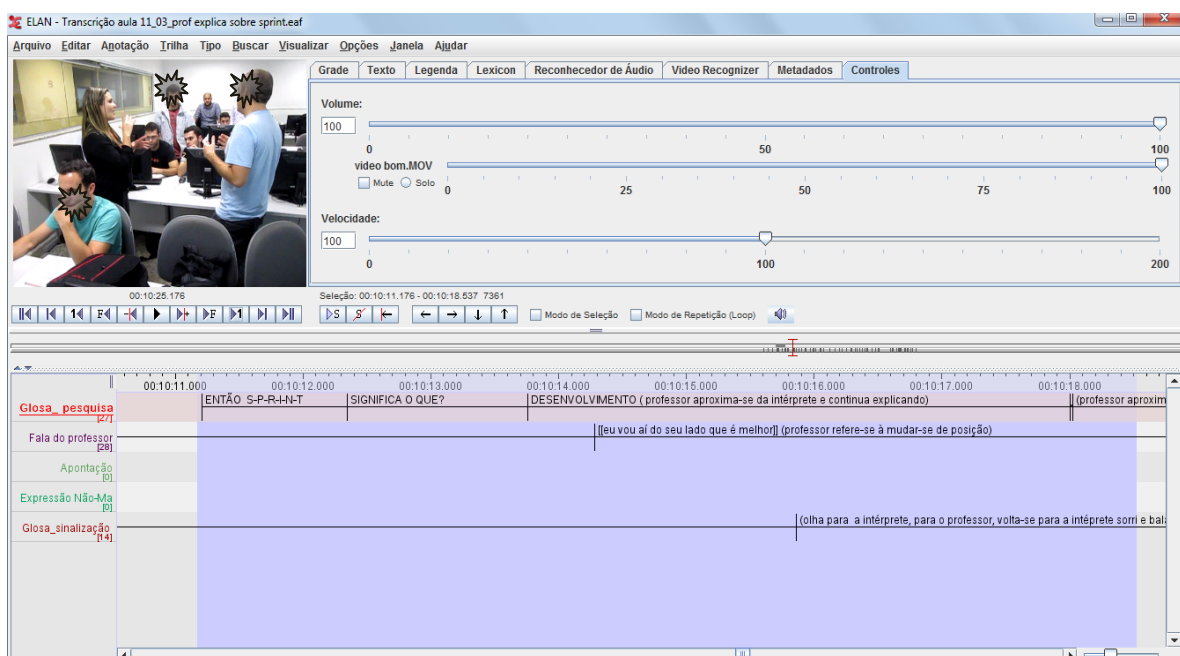 ELAN - Transcrição aula 11_03_prof explica sobre sprint.eaf
Arquivo Editar Anotação Trilha Tipo Buscar Visualizar Opções Janela Ajudar
Grade Texto Legenda Lexicon Reconhecedor de Áudio Video Recognizer Metadados Controles
Volume:
100
0 50 100
video bom.MOV
Mute Solo
0 25 50 75 100
Velocidade:
100
0 100 200
00:10:25.176
Seleção: 00:10:11.176 - 00:10:18.537 7361
Modo de Seleção Modo de Repetição (Loop)
00:10:11.000 00:10:12.000 00:10:13.000 00:10:14.000 00:10:15.000 00:10:16.000 00:10:17.000 00:10:18.000
Glosa_ pesquisa
[27]
ENTÃO S-P-R-I-N-T SIGNIFICA O QUE? DESENVOLVIMENTO ( professor aproxima-se da intérprete e continua explicando) (professor aproxim
Fala do professor
[28]
[[eu vou aí do seu lado que é melhor]] (professor refere-se à mudar-se de posição)
Apontação
[0]
Expressão Não-Ma
[0]
Glosa_sinalização
[14]
(olha para a intérprete, para o professor, volta-se para a intéprete sorri e bal